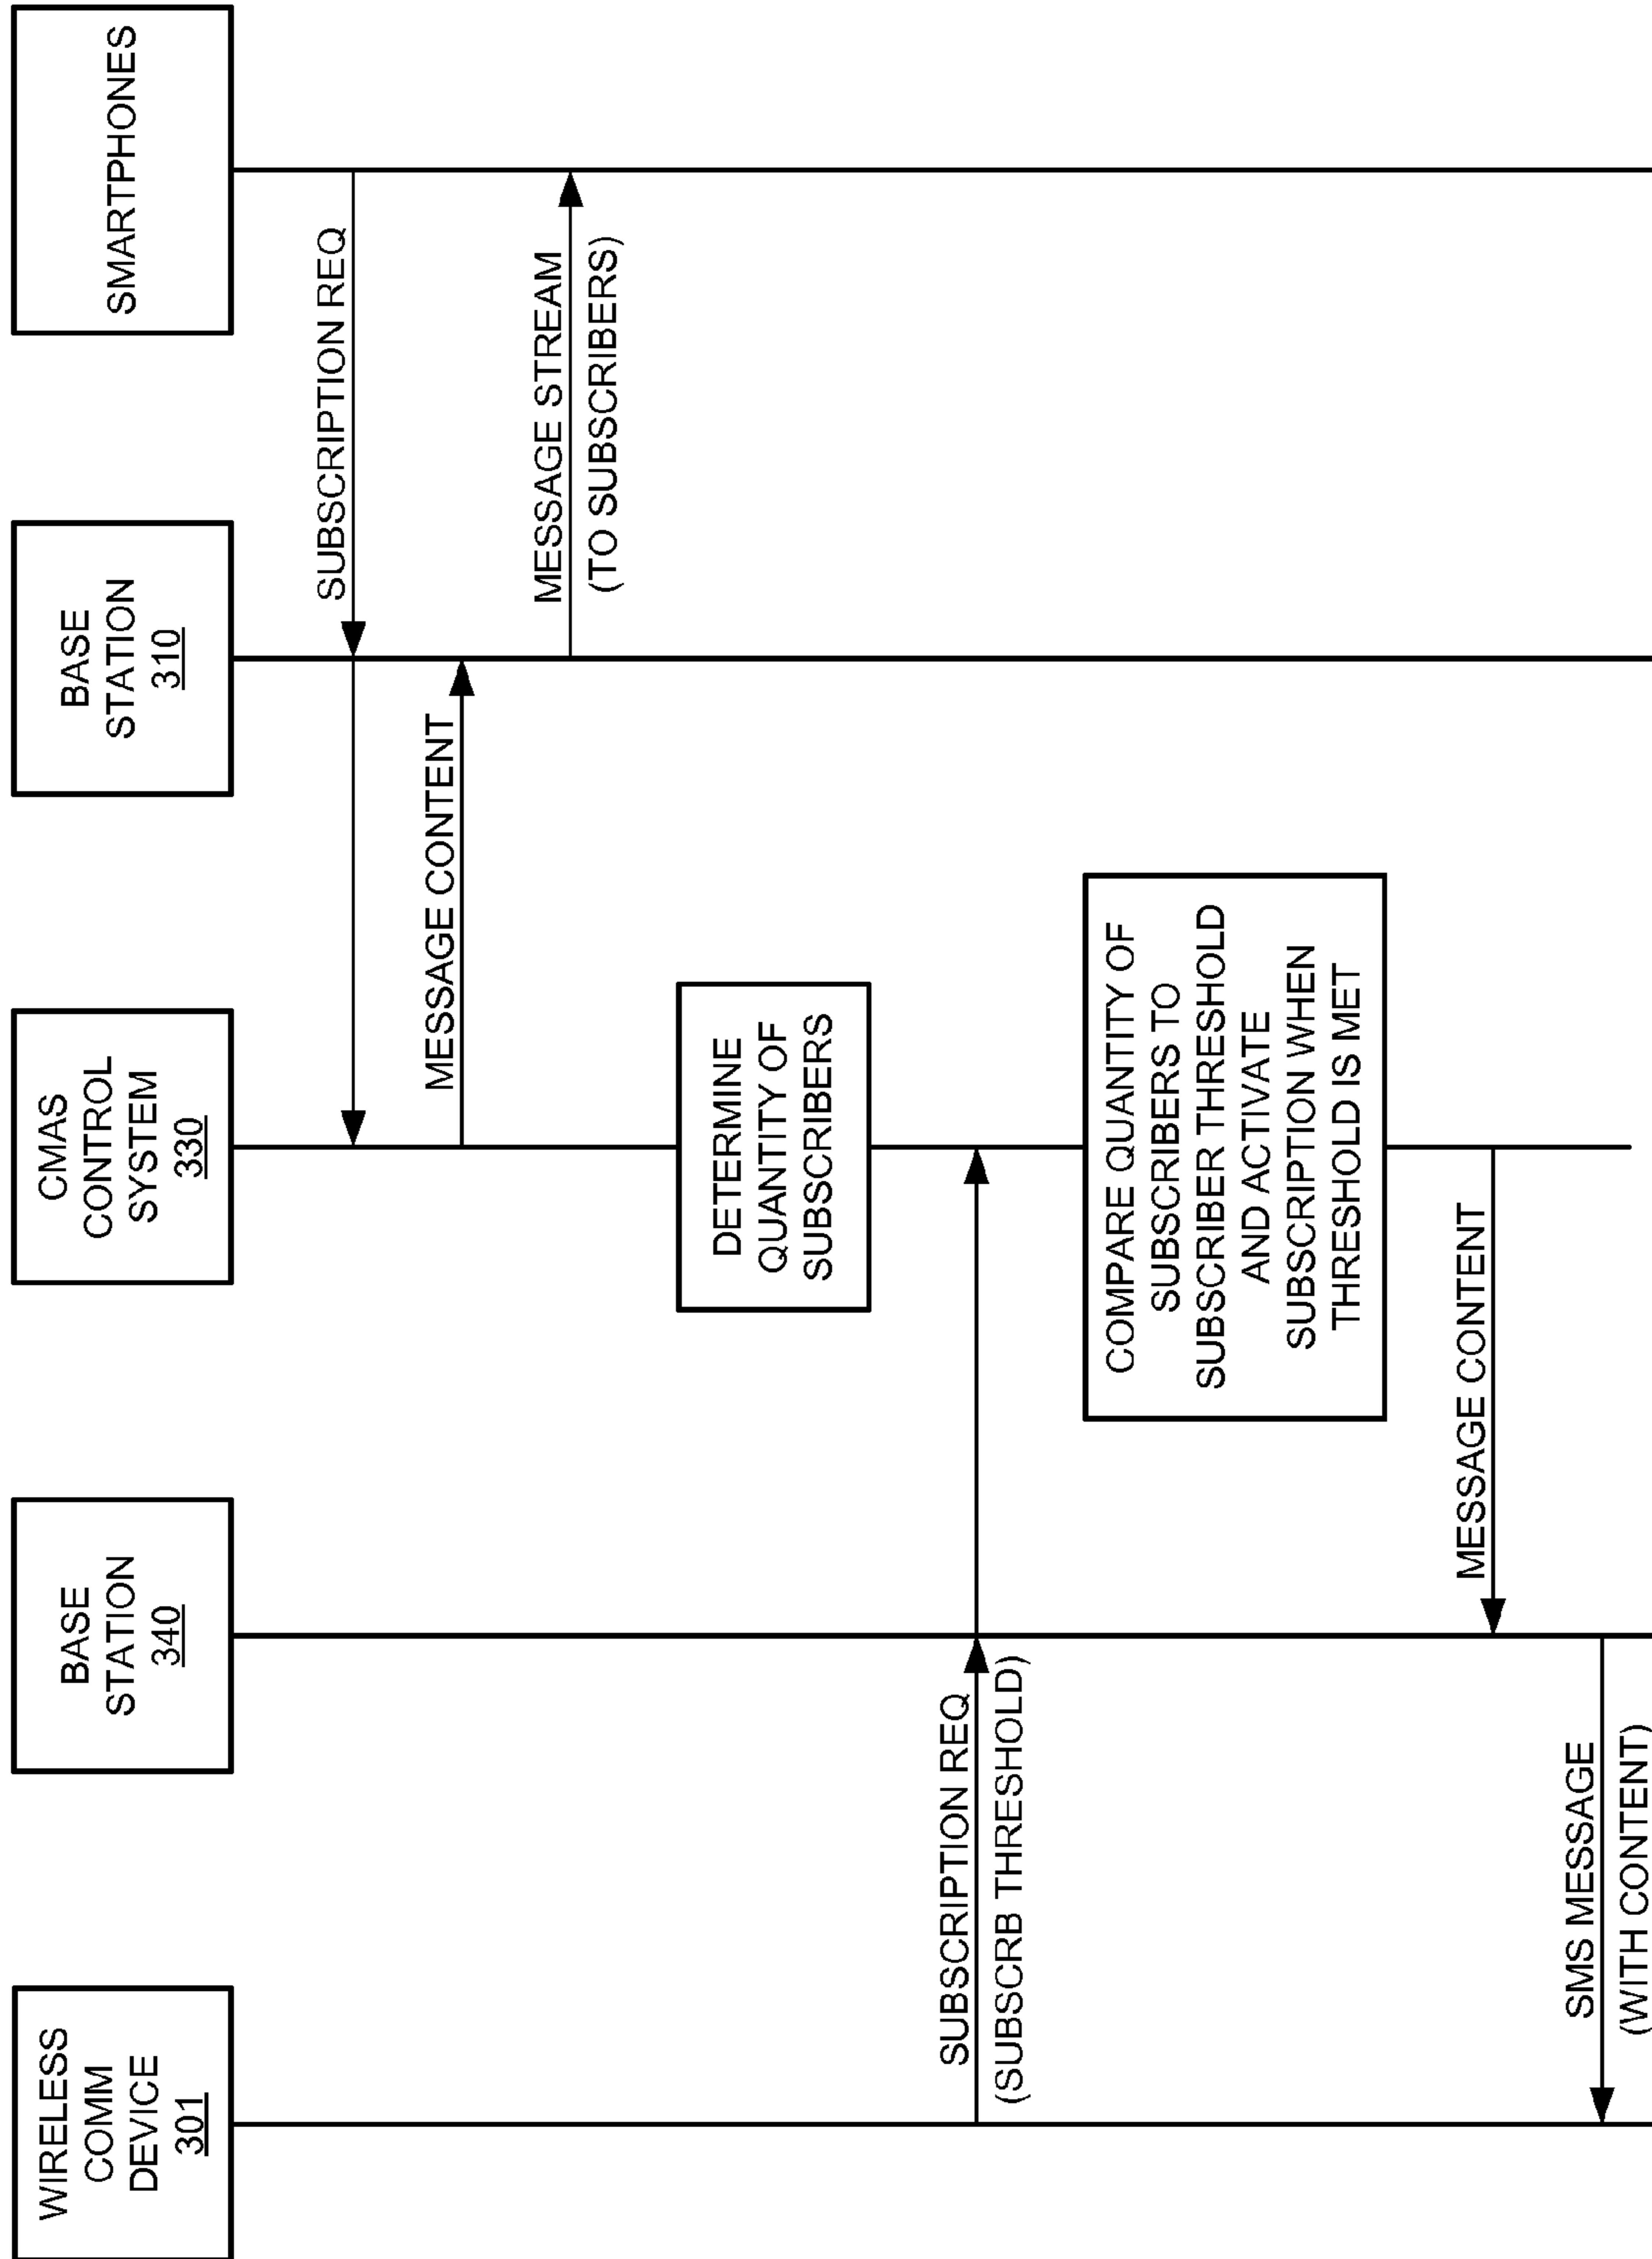 WIRELESS
COMM
DEVICE
301
BASE
STATION
340
CMAS
CONTROL
SYSTEM
330
BASE
STATION
310
SMARTPHONES
SUBSCRIPTION REQ
MESSAGE CONTENT
MESSAGE STREAM
(TO SUBSCRIBERS)
DETERMINE
QUANTITY OF
SUBSCRIBERS
SUBSCRIPTION REQ
(SUBSCRB THRESHOLD)
COMPARE QUANTITY OF
SUBSCRIBERS TO
SUBSCRIBER THRESHOLD
AND ACTIVATE
SUBSCRIPTION WHEN
THRESHOLD IS MET
MESSAGE CONTENT
SMS MESSAGE
(WITH CONTENT)